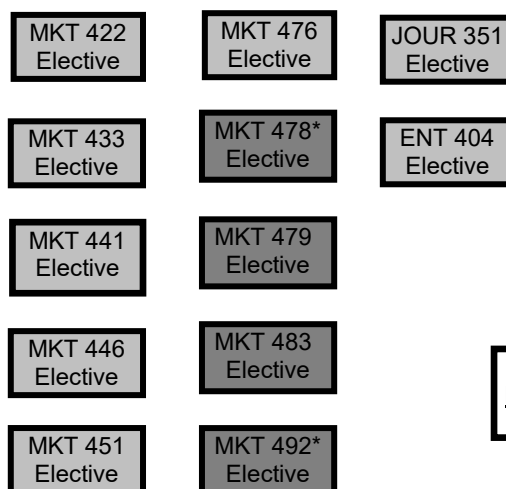 MKT 422
Elective
MKT 476
Elective
JOUR 351
Elective
MKT 433
Elective
MKT 478*
Elective
ENT 404
Elective
MKT 441
Elective
MKT 479
Elective
MKT 446
Elective
MKT 483
Elective
MKT 451
Elective
MKT 492*
Elective